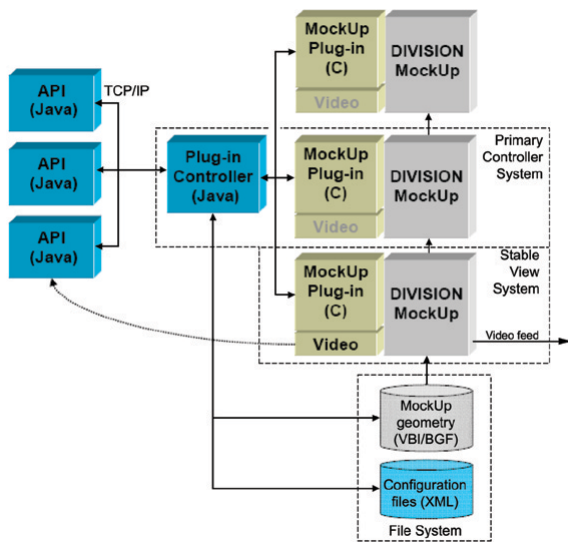 MockUp
Plug-in
(C)
Video
DIVISION
MockUp
API
(Java)
TCP/IP
API
(Java)
API
(Java)
Plug-in
Controller
(Java)
MockUp
Plug-in
(C)
Video
DIVISION
MockUp
Primary
Controller
System
MockUp
Plug-in
(C)
Video
DIVISION
MockUp
Stable
View
System
Video feed
MockUp
geometry
(VBI/BGF)
Configuration
files (XML)
File System